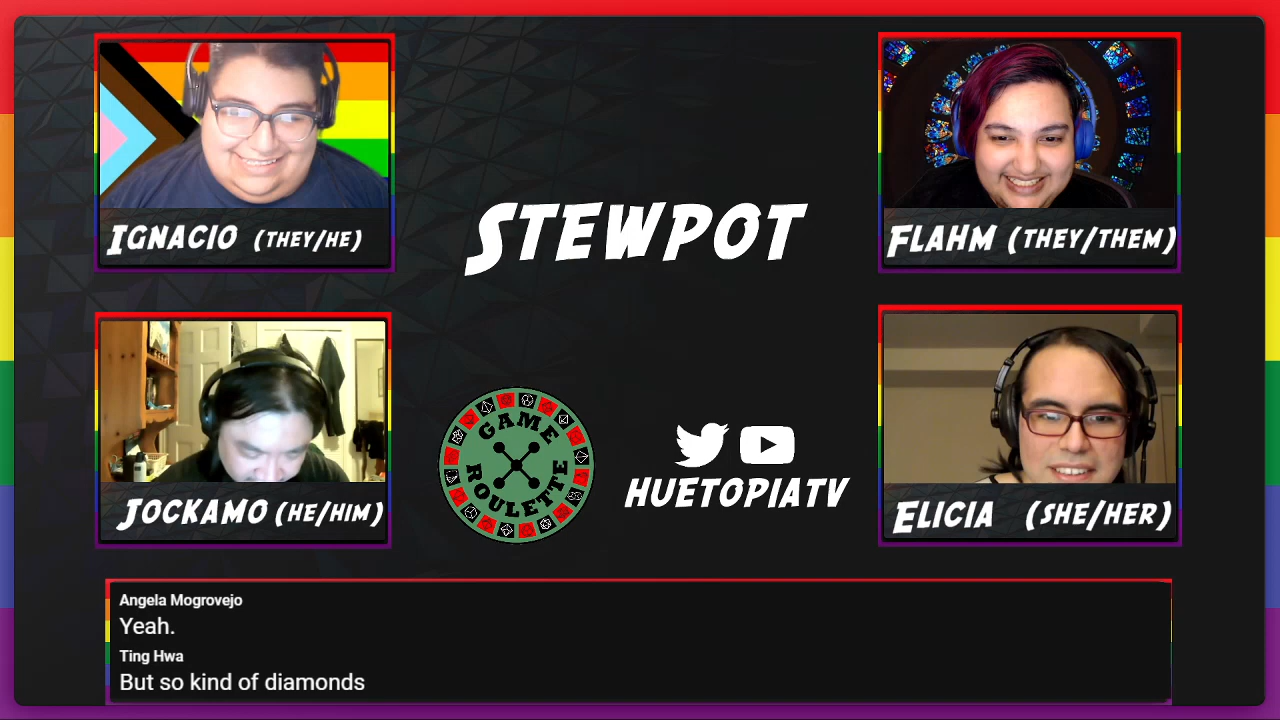 IGNACIO (THEY/HE)
FLAHM (THEY/THEM)
STEWPOT
JOCKAMO (HE/HIM)
GAME
ROULETTE
HUETOPIATV
ELICIA (SHE/HER)
Angela Mogrovejo
Yeah.
Ting Hwa
But so kind of diamonds